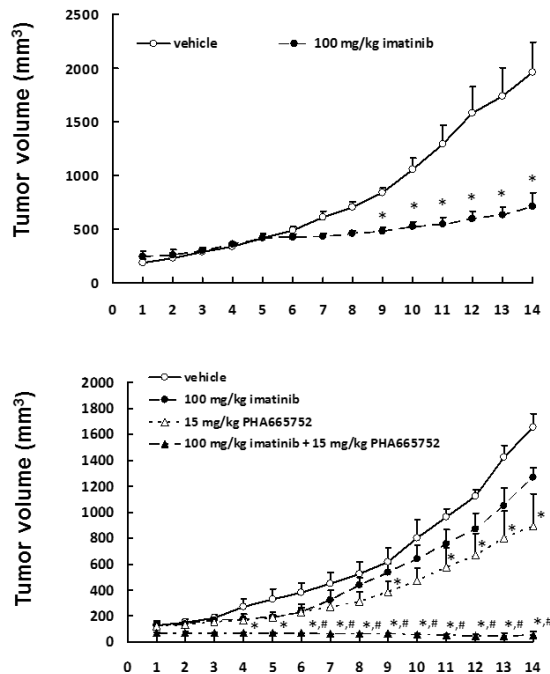 Tumor volume (mm³)
vehicle
100 mg/kg imatinib
2500
2000
1500
1000
500
0
* * * * * *
0 1 2 3 4 5 6 7 8 9 10 11 12 13 14
Tumor volume (mm³)
vehicle
100 mg/kg imatinib
15 mg/kg PHA665752
100 mg/kg imatinib + 15 mg/kg PHA665752
2000
1800
1600
1400
1200
1000
800
600
400
200
0
* * * * *
* * *,# *,# *,# *,# *,# *,# *,# *,# *,#
0 1 2 3 4 5 6 7 8 9 10 11 12 13 14